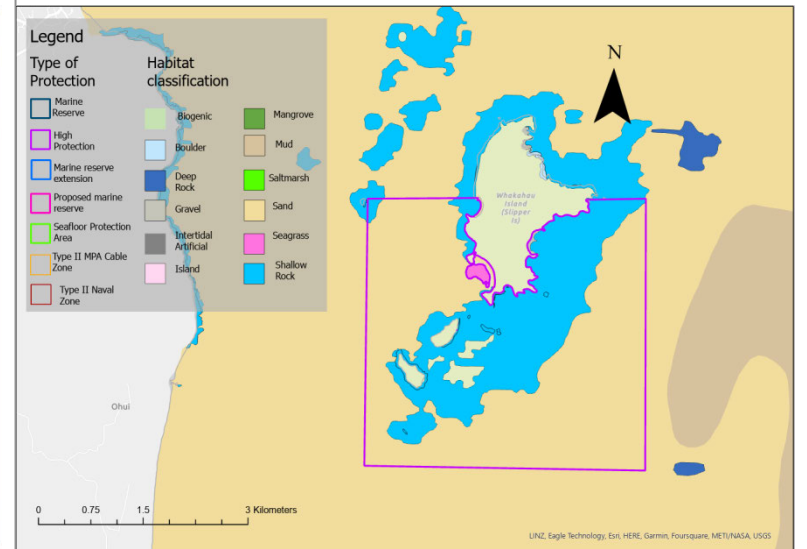 Legend
Type of
Protection
Marine
Reserve
High
Protection
Marine reserve
extension
Proposed marine
reserve
Seafloor Protection
Area
Type II MPA Cable
Zone
Type II Naval
Zone
Habitat
classification
Biogenic
Boulder
Deep
Rock
Gravel
Intertidal
Artificial
Island
Mangrove
Mud
Saltmarsh
Sand
Seagrass
Shallow
Rock
N
Whakahau
Island
(Slipper
Is)
Ohui
0 0.75 1.5 3 Kilometers
LINZ, Eagle Technology, Esri, HERE, Garmin, Foursquare, METI/NASA, USGS